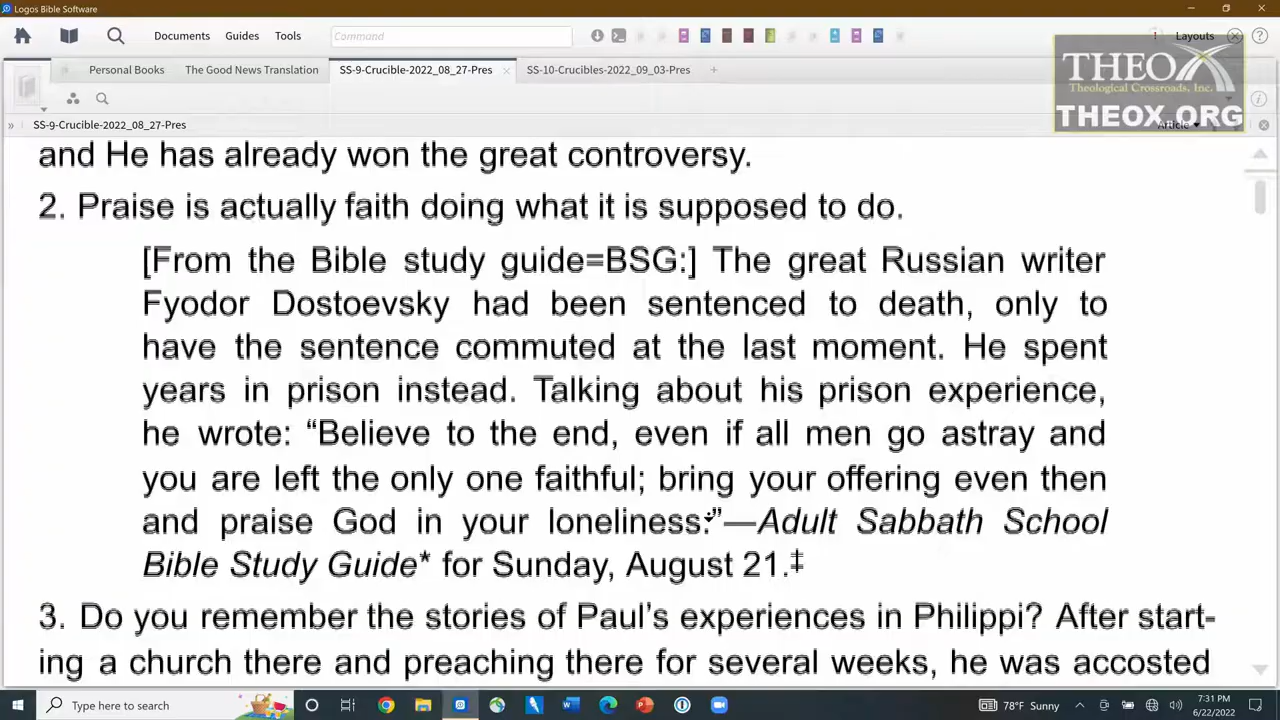 Logos Bible Software
Documents Guides Tools Command Layouts
Personal Books The Good News Translation SS-9-Crucible-2022_08_27-Pres SS-10-Crucibles-2022_09_03-Pres
THEOX
Theological Crossroads, Inc.
THEOX.ORG
SS-9-Crucible-2022_08_27-Pres Article
and He has already won the great controversy.
2. Praise is actually faith doing what it is supposed to do.
[From the Bible study guide=BSG:] The great Russian writer
Fyodor Dostoevsky had been sentenced to death, only to
have the sentence commuted at the last moment. He spent
years in prison instead. Talking about his prison experience,
he wrote: “Believe to the end, even if all men go astray and
you are left the only one faithful; bring your offering even then
and praise God in your loneliness.”—Adult Sabbath School
Bible Study Guide* for Sunday, August 21.‡
3. Do you remember the stories of Paul’s experiences in Philippi? After start-
ing a church there and preaching there for several weeks, he was accosted
Type here to search 78°F Sunny 7:31 PM
6/22/2022